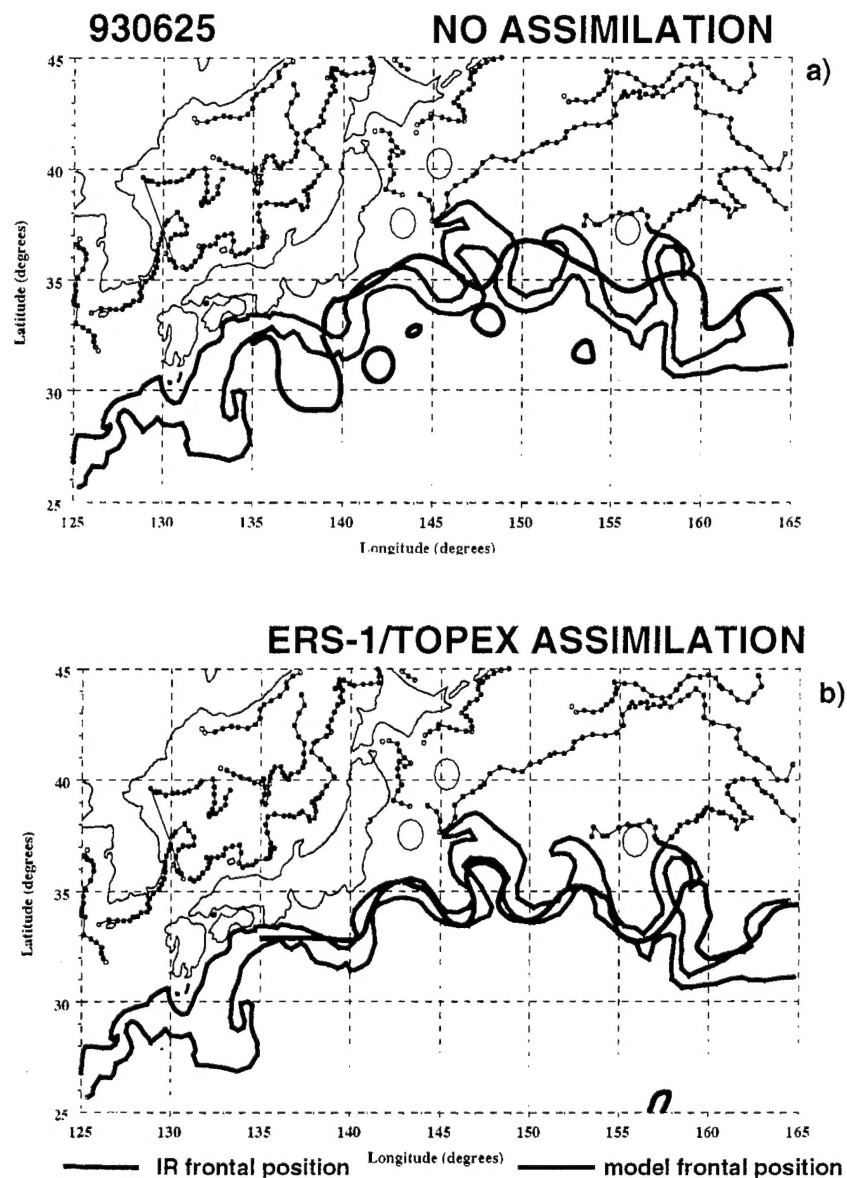 930625 NO ASSIMILATION
a)
45
40
35
30
25
Latitude (degrees)
125 130 135 140 145 150 155 160 165
Longitude (degrees)
ERS-1/TOPEX ASSIMILATION
b)
45
40
35
30
25
Latitude (degrees)
125 130 135 140 145 150 155 160 165
IR frontal position Longitude (degrees) model frontal position